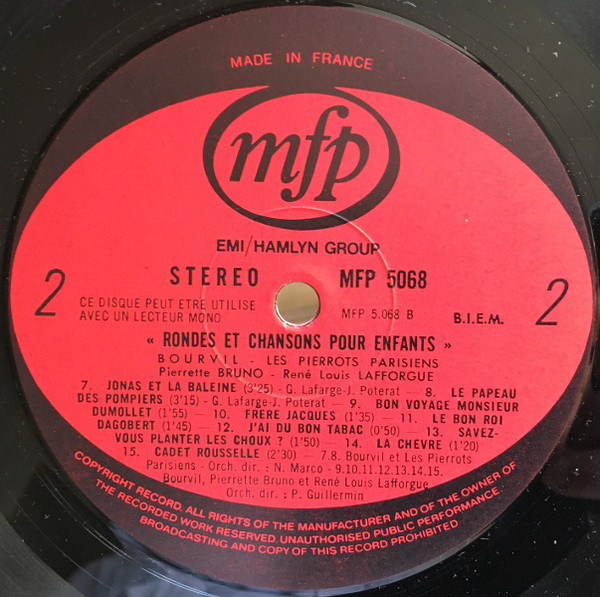 MADE IN FRANCE
mfp
EMI/HAMLYN GROUP
STEREO MFP 5068
2
CE DISQUE PEUT ETRE UTILISE
AVEC UN LECTEUR MONO
MFP 5.068 B
B.I.E.M.
2
« RONDES ET CHANSONS POUR ENFANTS »
BOURVIL - LES PIERROTS PARISIENS
Pierrette BRUNO - René Louis LAFFORGUE
7. JONAS ET LA BALEINE (3'25) - G. Lafarge-J. Poterat — 8. LE PAPEAU
DES POMPIERS (3'15) - G. Lafarge-J. Poterat — 9. BON VOYAGE MONSIEUR
DUMOLLET (1'55) — 10. FRÈRE JACQUES (1'35) — 11. LE BON ROI
DAGOBERT (1'45) — 12. J'AI DU BON TABAC (0'50) — 13. SAVEZ-
VOUS PLANTER LES CHOUX ? (1'50) — 14. LA CHEVRE (1'20)
15. CADET ROUSSELLE (2'30) - 7.8. Bourvil et Les Pierrots
Parisiens - Orch. dir. : N. Marco - 9.10.11.12.13.14.15.
Bourvil, Pierrette Bruno et René Louis Lafforgue
Orch. dir. : P. Guillermin
COPYRIGHT RECORD. ALL RIGHTS OF THE MANUFACTURER AND OF THE OWNER OF
THE RECORDED WORK RESERVED. UNAUTHORISED PUBLIC PERFORMANCE.
BROADCASTING AND COPY OF THIS RECORD PROHIBITED